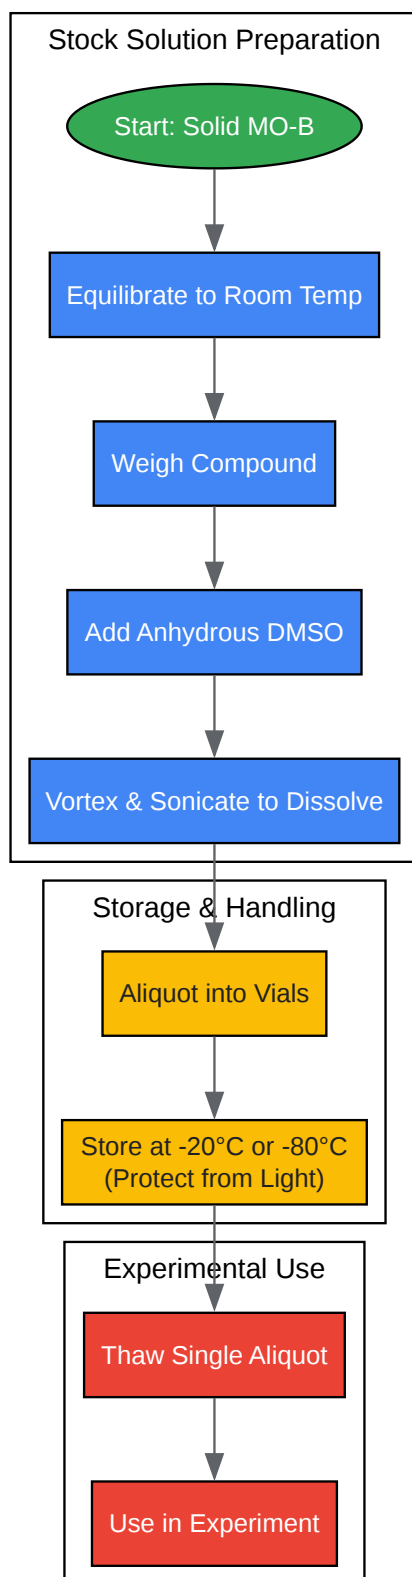 Stock Solution Preparation
Start: Solid MO-B
Equilibrate to Room Temp
Weigh Compound
Add Anhydrous DMSO
Vortex & Sonicate to Dissolve
Storage & Handling
Aliquot into Vials
Store at -20°C or -80°C
(Protect from Light)
Experimental Use
Thaw Single Aliquot
Use in Experiment